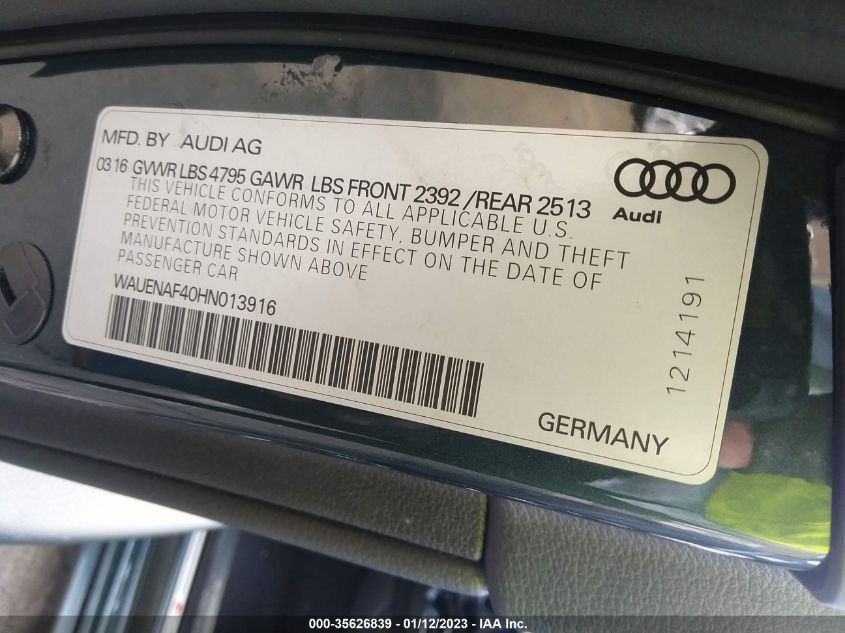 MFD. BY AUDI AG
0316 GVWR LBS 4795 GAWR LBS FRONT 2392 /REAR 2513
THIS VEHICLE CONFORMS TO ALL APPLICABLE U.S.
FEDERAL MOTOR VEHICLE SAFETY, BUMPER AND THEFT
PREVENTION STANDARDS IN EFFECT ON THE DATE OF
MANUFACTURE SHOWN ABOVE
PASSENGER CAR
WAUENAF40HN013916
Audi
1214191
GERMANY
000-35626839 - 01/12/2023 - IAA Inc.